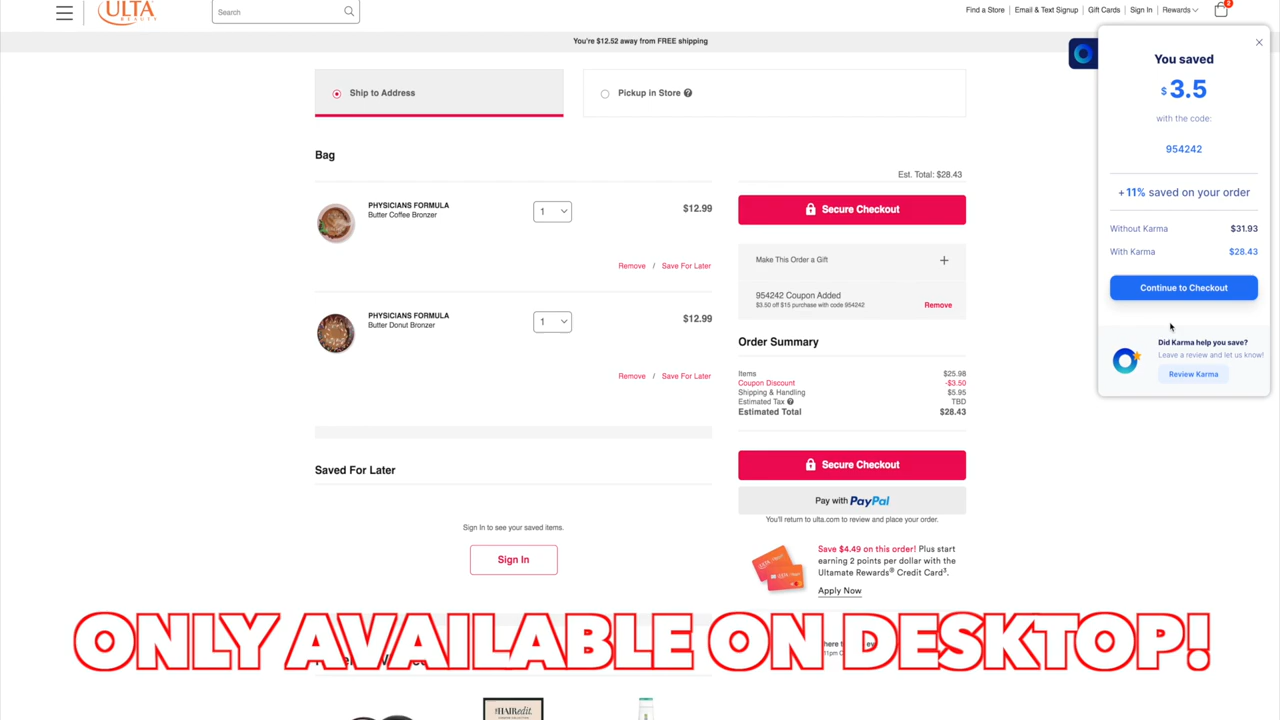 ULTA
BEAUTY
Search
Find a Store
Email & Text Signup
Gift Cards
Sign In
Rewards
2
You're $12.52 away from FREE shipping
Ship to Address
Pickup in Store
Bag
PHYSICIANS FORMULA
Butter Coffee Bronzer
1
$12.99
Remove / Save For Later
PHYSICIANS FORMULA
Butter Donut Bronzer
1
$12.99
Remove / Save For Later
Saved For Later
Sign In to see your saved items.
Sign In
Est. Total: $28.43
Secure Checkout
Make This Order a Gift
954242 Coupon Added
$3.50 off $15 purchase with code 954242
Remove
Order Summary
Items $25.98
Coupon Discount -$3.50
Shipping & Handling $5.95
Estimated Tax TBD
Estimated Total $28.43
Secure Checkout
Pay with PayPal
You'll return to ulta.com to review and place your order.
Save $4.49 on this order! Plus start
earning 2 points per dollar with the
Ultamate Rewards® Credit Card³.
Apply Now
You saved
$ 3.5
with the code:
954242
+11% saved on your order
Without Karma $31.93
With Karma $28.43
Continue to Checkout
Did Karma help you save?
Leave a review and let us know!
Review Karma
ONLY AVAILABLE ON DESKTOP!
#HAIRedit.